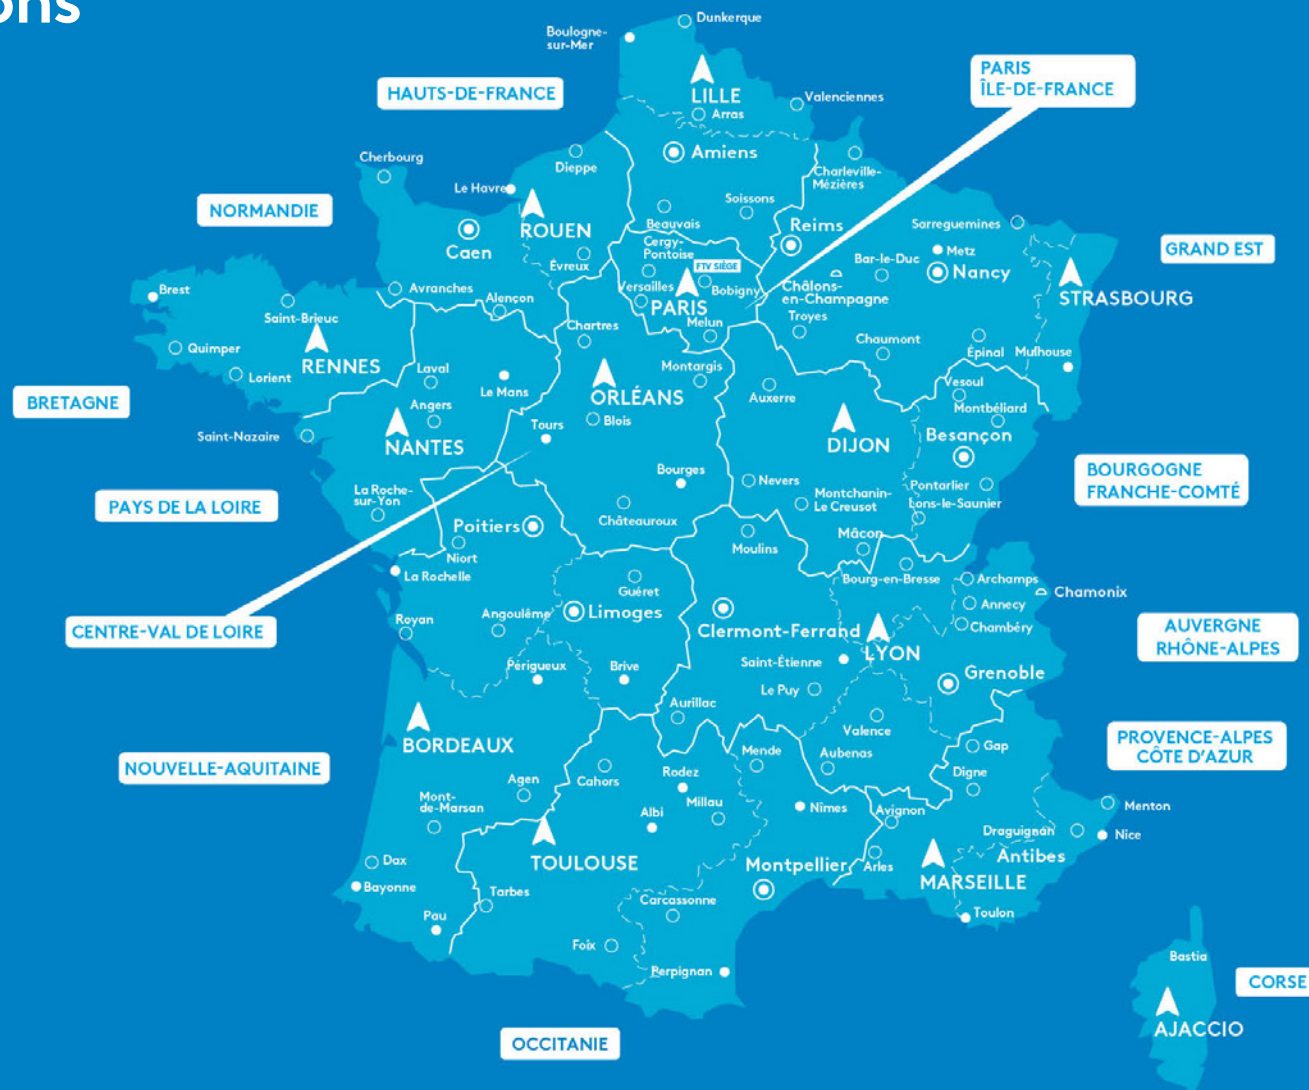 Dunkerque
Boulogne-
sur-Mer
PARIS
ÎLE-DE-FRANCE
HAUTS-DE-FRANCE
LILLE
Valenciennes
Arras
Amiens
Cherbourg
Dieppe
Charleville-
Mézières
Le Havre
Soissons
NORMANDIE
Beauvais
Reims
Sarreguemines
ROUEN
Caen
Cergy-
Pontoise
Metz
GRAND EST
Évreux
FTV SIÈGE
Bar-le-Duc
Nancy
Brest
Avranches
Alençon
Versailles
Bobigny
Châlons-
en-Champagne
STRASBOURG
PARIS
Saint-Brieuc
Chartres
Melun
Troyes
Quimper
RENNES
Chaumont
Épinal
Mulhouse
Lorient
Laval
Le Mans
Montargis
Vesoul
BRETAGNE
ORLÉANS
Auxerre
Angers
Montbéliard
Saint-Nazaire
NANTES
Tours
Blois
DIJON
Besançon
Bourges
BOURGOGNE
FRANCHE-COMTÉ
PAYS DE LA LOIRE
La Roche-
sur-Yon
Nevers
Pontarlier
Montchanin-
Le Creusot
Lons-le-Saunier
Poitiers
Châteauroux
Mâcon
Niort
Moulins
La Rochelle
Bourg-en-Bresse
Archamps
Guéret
Chamonix
Annecy
Royan
Angoulême
Limoges
Clermont-Ferrand
Chambéry
CENTRE-VAL DE LOIRE
LYON
AUVERGNE
RHÔNE-ALPES
Périgueux
Brive
Saint-Étienne
Grenoble
Le Puy
Aurillac
BORDEAUX
Valence
PROVENCE-ALPES
CÔTE D'AZUR
Mende
Aubenas
Gap
NOUVELLE-AQUITAINE
Agen
Cahors
Rodez
Digne
Mont-
de-Marsan
Millau
Nîmes
Avignon
Menton
Albi
Draguignan
Nice
TOULOUSE
Antibes
Dax
Montpellier
Arles
MARSEILLE
Bayonne
Tarbes
Carcassonne
Pau
Toulon
Foix
Perpignan
Bastia
CORSE
AJACCIO
OCCITANIE